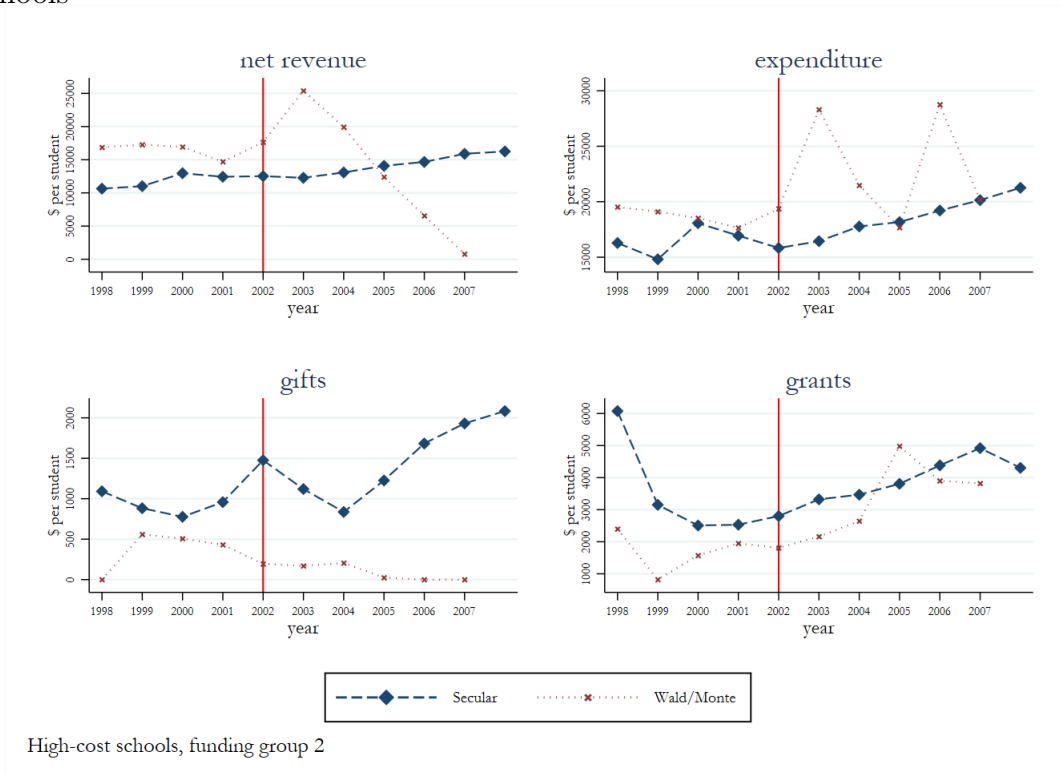 net revenue
$ per student
25000
20000
15000
10000
5000
0
1998 1999 2000 2001 2002 2003 2004 2005 2006 2007
year
expenditure
$ per student
30000
25000
20000
15000
1998 1999 2000 2001 2002 2003 2004 2005 2006 2007
year
gifts
$ per student
2000
1500
1000
500
0
1998 1999 2000 2001 2002 2003 2004 2005 2006 2007
year
grants
$ per student
6000
5000
4000
3000
2000
1000
1998 1999 2000 2001 2002 2003 2004 2005 2006 2007
year
Secular Wald/Monte
High-cost schools, funding group 2